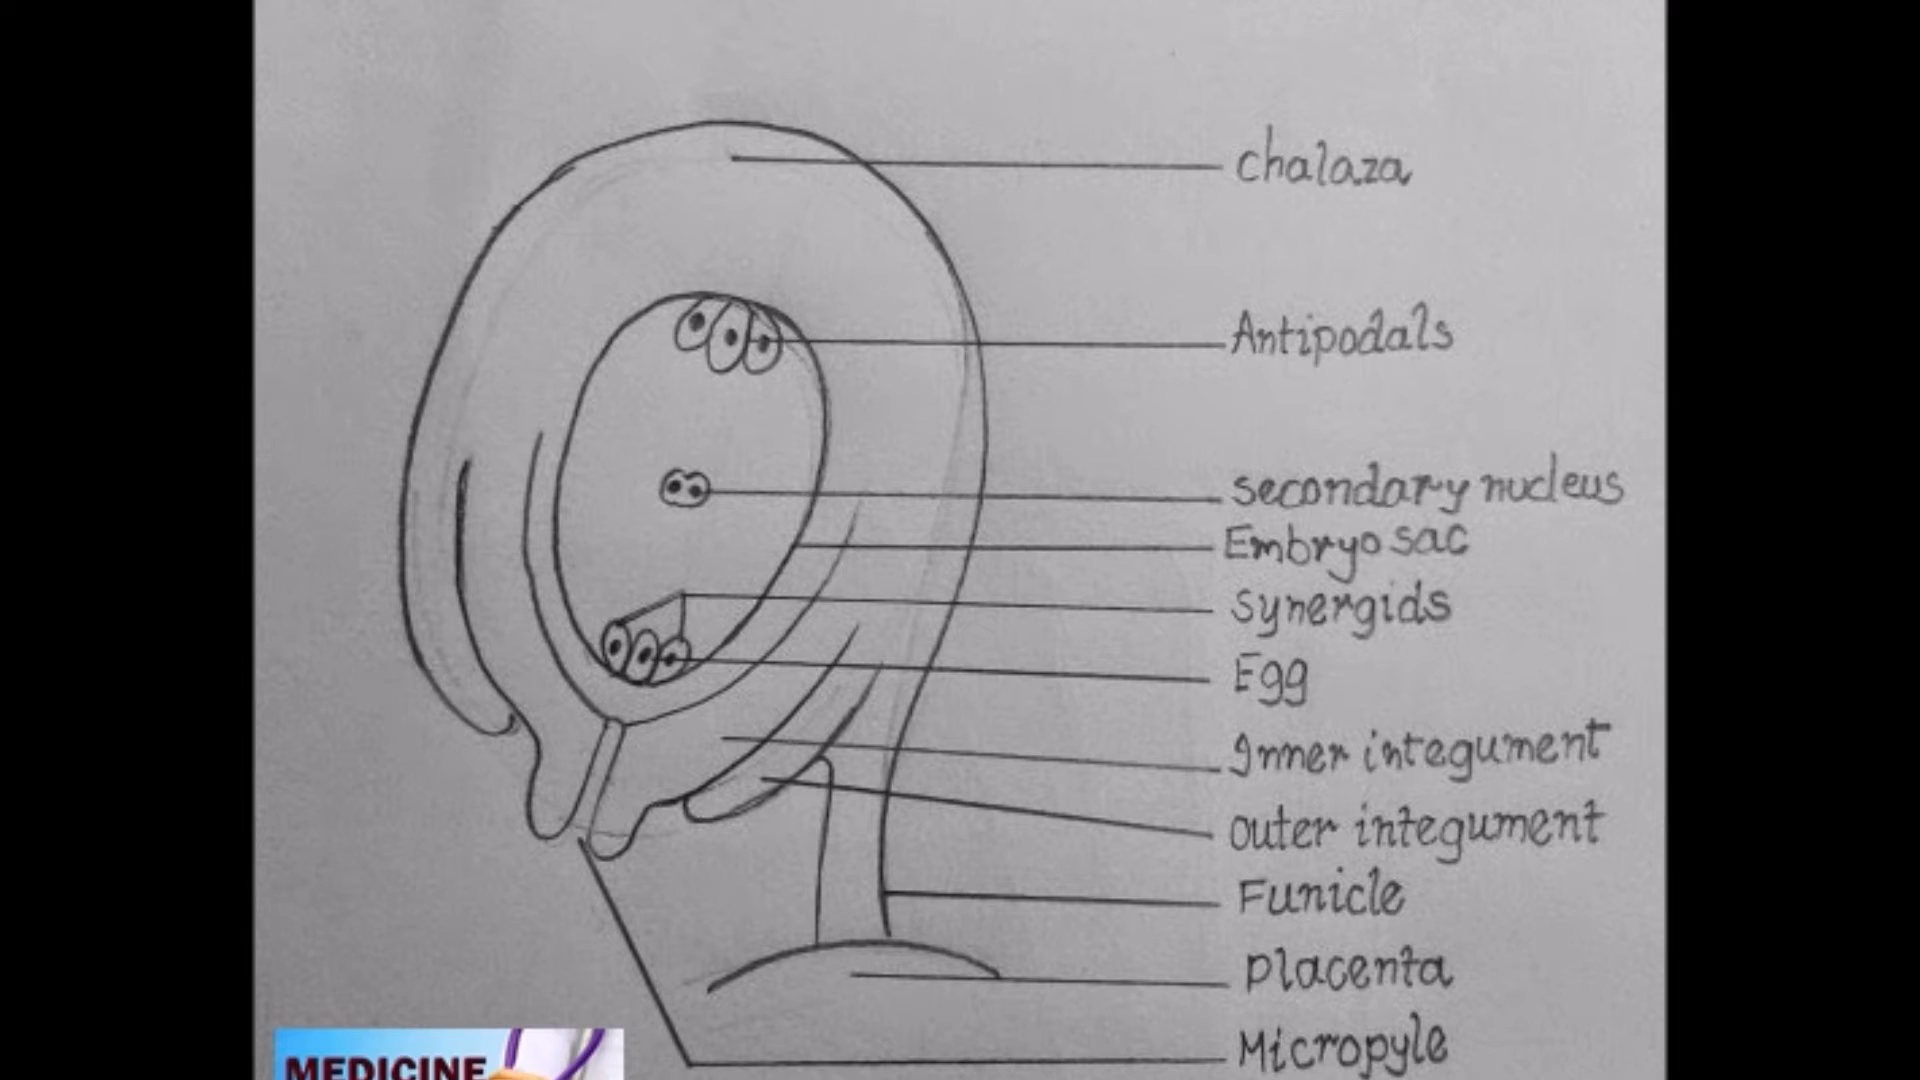 chalaza
Antipodals
secondary nucleus
Embryo sac
Synergids
Egg
Inner integument
outer integument
Funicle
placenta
Micropyle
MEDICINE